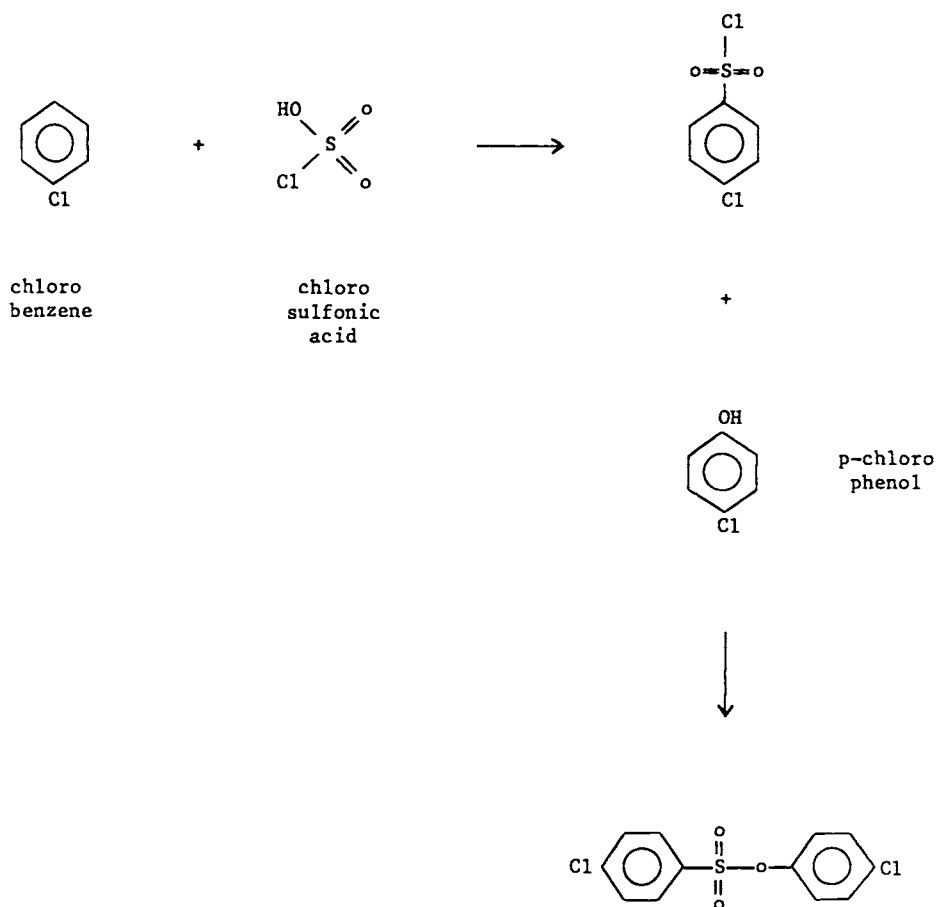 Cl
o=S=o
HO o
+ S
Cl o
Cl Cl
chloro chloro
benzene sulfonic +
acid
OH
p-chloro
phenol
Cl
o
Cl S o Cl
o